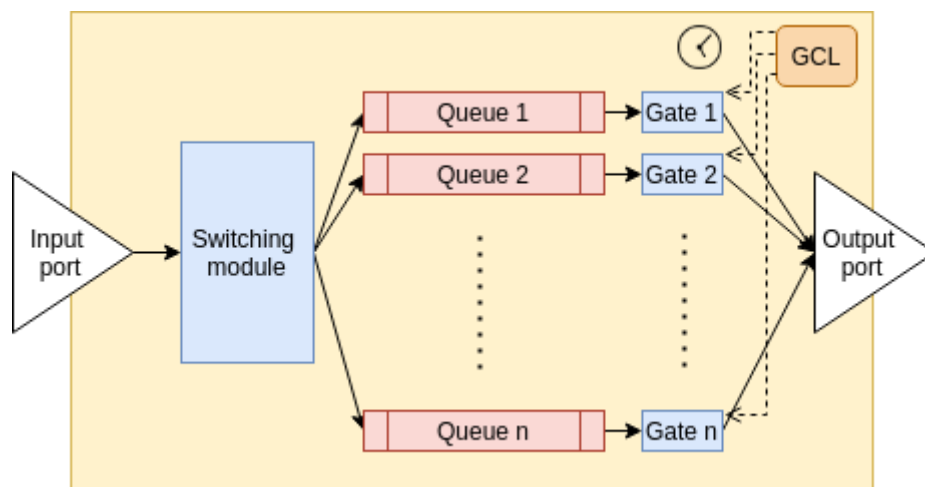 GCL
Queue 1
Gate 1
Queue 2
Gate 2
Input
port
Switching
module
Output
port
Queue n
Gate n